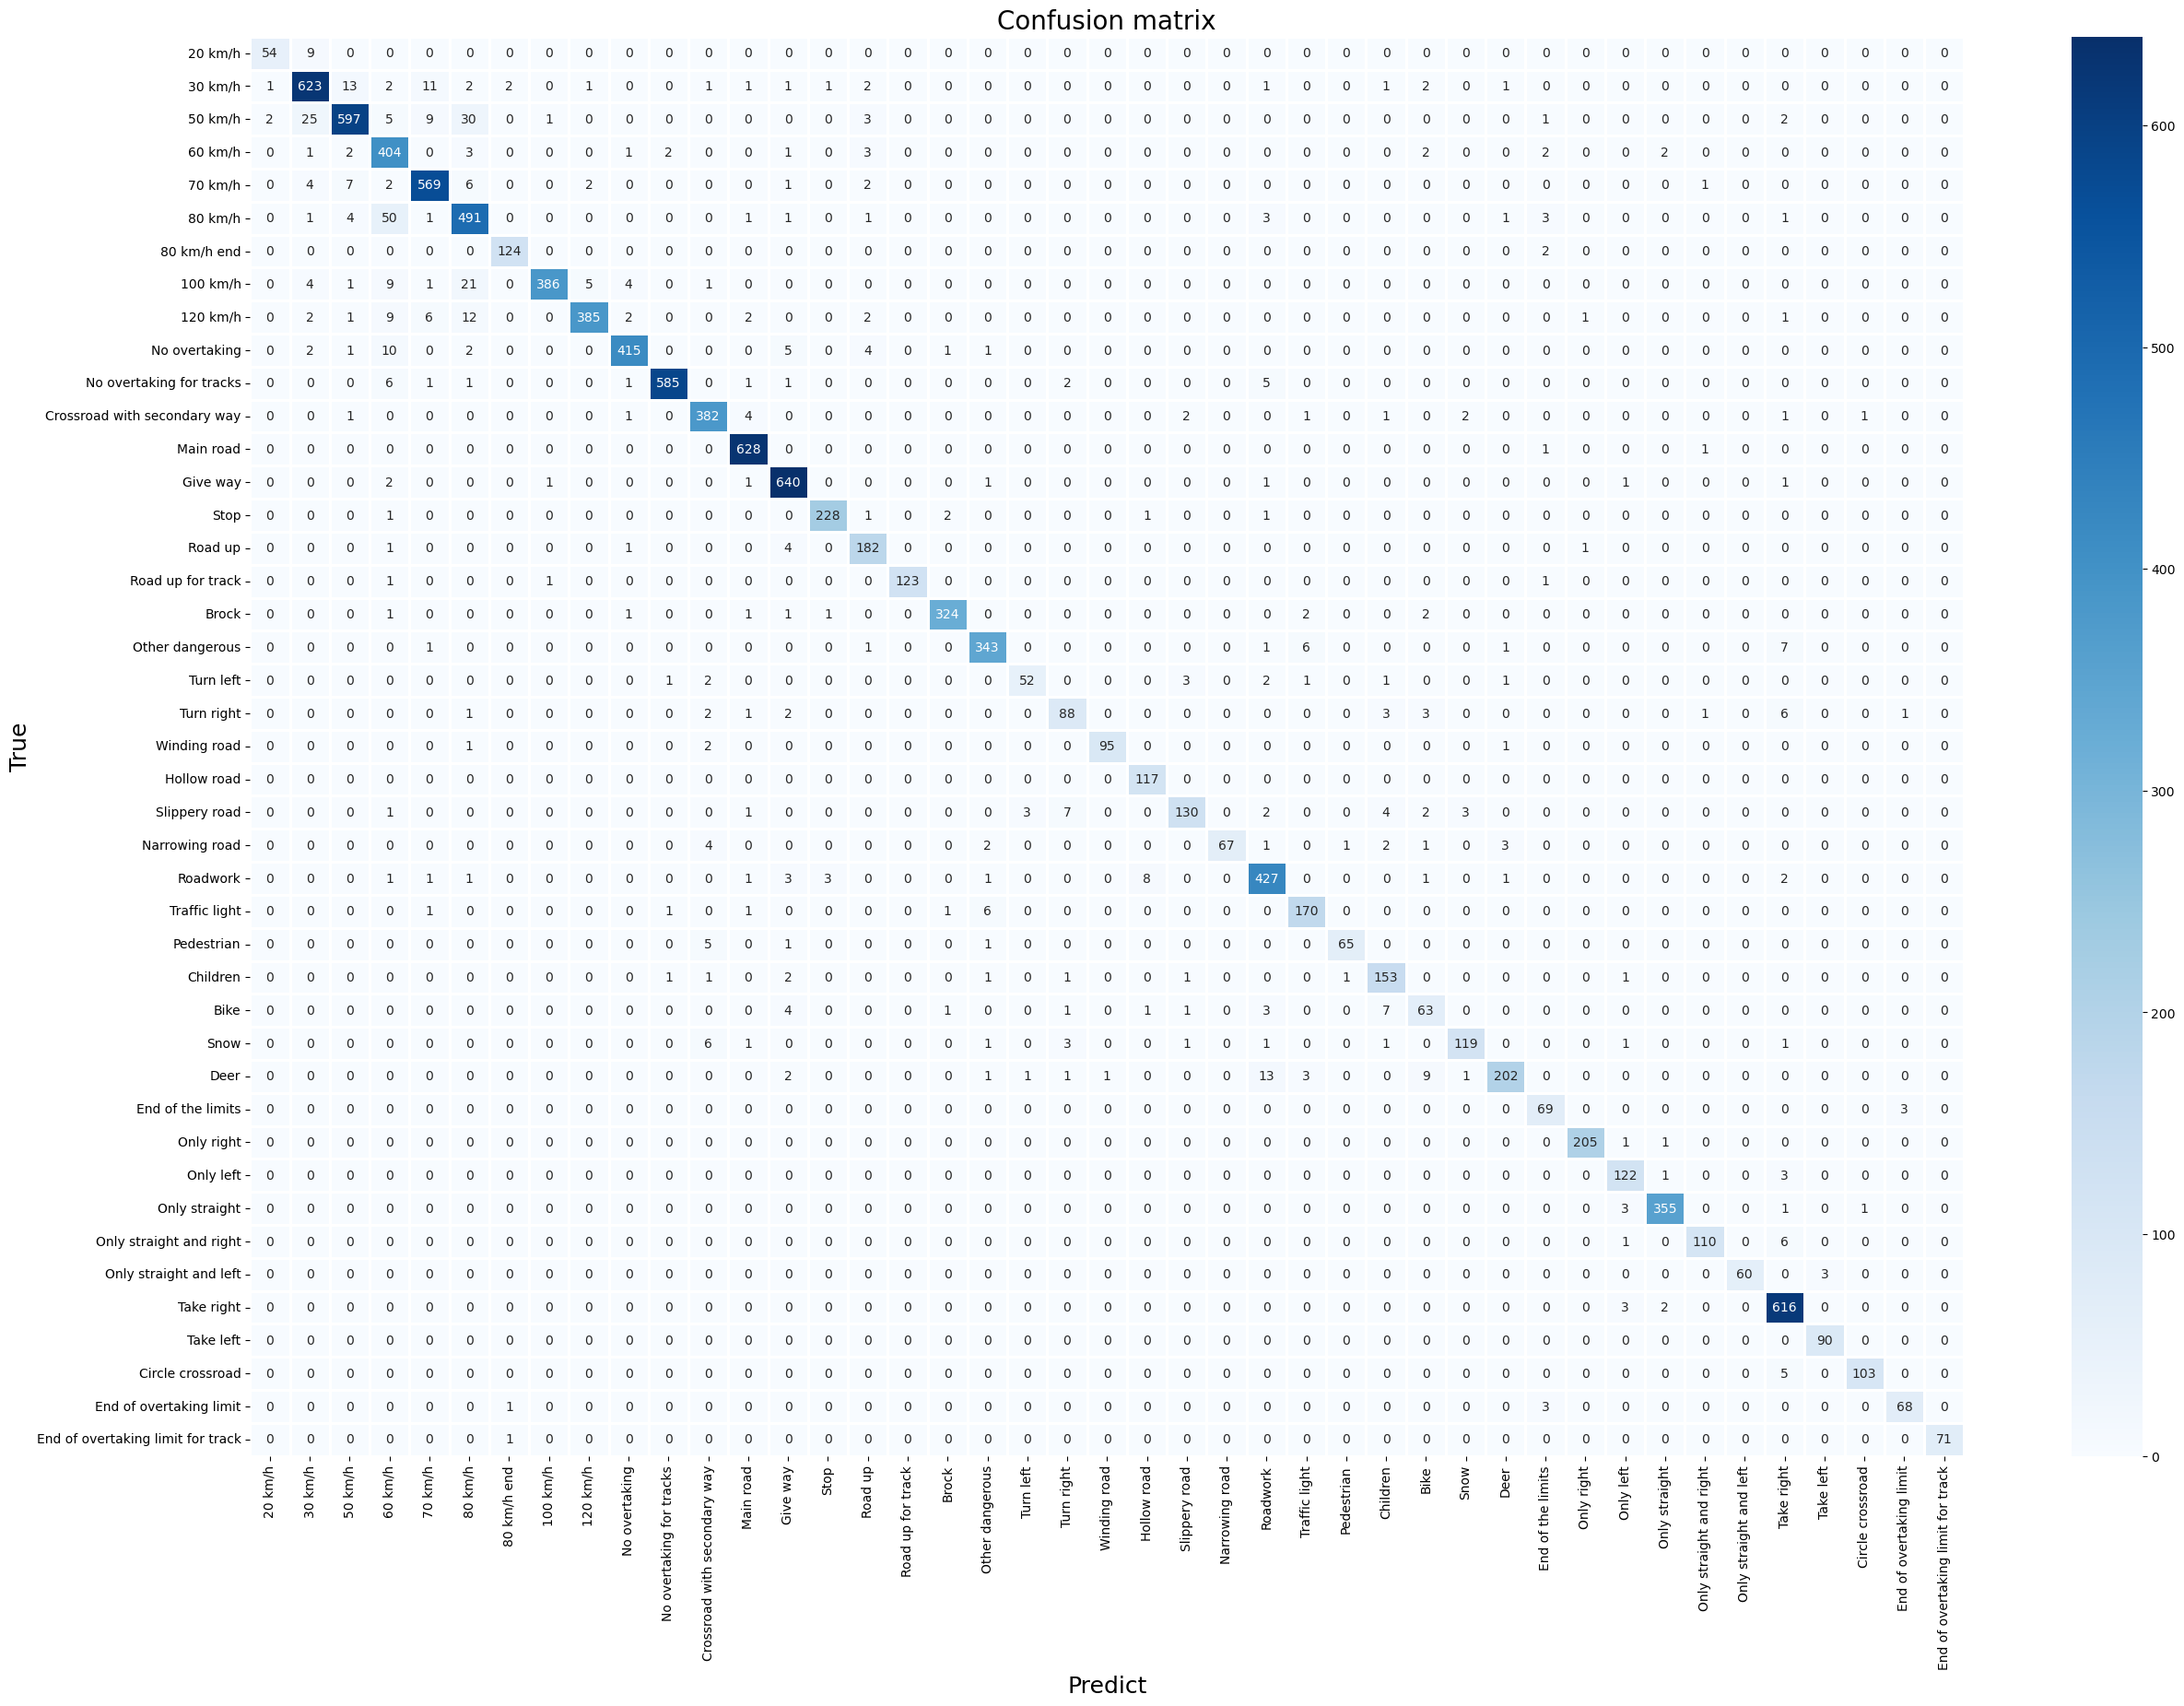 Confusion matrix
20 km/h 54 9 0 0 0 0 0 0 0 0 0 0 0 0 0 0 0 0 0 0 0 0 0 0 0 0 0 0 0 0 0 0 0 0 0 0 0 0 0 0 0 0 0
30 km/h 1 623 13 2 11 2 2 0 1 0 0 1 1 1 1 2 0 0 0 0 0 0 0 0 0 1 0 0 1 2 0 1 0 0 0 0 0 0 0 0 0 0 0
50 km/h 2 25 597 5 9 30 0 1 0 0 0 0 0 0 0 3 0 0 0 0 0 0 0 0 0 0 0 0 0 0 0 0 1 0 0 0 0 0 2 0 0 0 0
60 km/h 0 1 2 404 0 3 0 0 0 1 2 0 0 1 0 3 0 0 0 0 0 0 0 0 0 0 0 0 0 2 0 0 2 0 0 2 0 0 0 0 0 0 0
70 km/h 0 4 7 2 569 6 0 0 2 0 0 0 0 1 0 2 0 0 0 0 0 0 0 0 0 0 0 0 0 0 0 0 0 0 0 0 1 0 0 0 0 0 0
80 km/h 0 1 4 50 1 491 0 0 0 0 0 0 1 1 0 1 0 0 0 0 0 0 0 0 0 3 0 0 0 0 0 1 3 0 0 0 0 0 1 0 0 0 0
80 km/h end 0 0 0 0 0 0 124 0 0 0 0 0 0 0 0 0 0 0 0 0 0 0 0 0 0 0 0 0 0 0 0 0 2 0 0 0 0 0 0 0 0 0 0
100 km/h 0 4 1 9 1 21 0 386 5 4 0 1 0 0 0 0 0 0 0 0 0 0 0 0 0 0 0 0 0 0 0 0 0 0 0 0 0 0 0 0 0 0 0
120 km/h 0 2 1 9 6 12 0 0 385 2 0 0 2 0 0 2 0 0 0 0 0 0 0 0 0 0 0 0 0 0 0 0 0 1 0 0 0 0 1 0 0 0 0
No overtaking 0 2 1 10 0 2 0 0 0 415 0 0 0 5 0 4 0 1 1 0 0 0 0 0 0 0 0 0 0 0 0 0 0 0 0 0 0 0 0 0 0 0 0
No overtaking for tracks 0 0 0 6 1 1 0 0 0 1 585 0 1 1 0 0 0 0 0 0 2 0 0 0 0 5 0 0 0 0 0 0 0 0 0 0 0 0 0 0 0 0 0
Crossroad with secondary way 0 0 1 0 0 0 0 0 0 1 0 382 4 0 0 0 0 0 0 0 0 0 0 2 0 0 1 0 1 0 2 0 0 0 0 0 0 0 1 0 1 0 0
Main road 0 0 0 0 0 0 0 0 0 0 0 0 628 0 0 0 0 0 0 0 0 0 0 0 0 0 0 0 0 0 0 0 1 0 0 0 1 0 0 0 0 0 0
Give way 0 0 0 2 0 0 0 1 0 0 0 0 1 640 0 0 0 0 1 0 0 0 0 0 0 1 0 0 0 0 0 0 0 0 1 0 0 0 1 0 0 0 0
Stop 0 0 0 1 0 0 0 0 0 0 0 0 0 0 228 1 0 2 0 0 0 0 1 0 0 1 0 0 0 0 0 0 0 0 0 0 0 0 0 0 0 0 0
Road up 0 0 0 1 0 0 0 0 0 1 0 0 0 4 0 182 0 0 0 0 0 0 0 0 0 0 0 0 0 0 0 0 0 1 0 0 0 0 0 0 0 0 0
Road up for track 0 0 0 1 0 0 0 1 0 0 0 0 0 0 0 0 123 0 0 0 0 0 0 0 0 0 0 0 0 0 0 0 1 0 0 0 0 0 0 0 0 0 0
Brock 0 0 0 1 0 0 0 0 0 1 0 0 1 1 1 0 0 324 0 0 0 0 0 0 0 0 2 0 0 2 0 0 0 0 0 0 0 0 0 0 0 0 0
Other dangerous 0 0 0 0 1 0 0 0 0 0 0 0 0 0 0 1 0 0 343 0 0 0 0 0 0 1 6 0 0 0 0 1 0 0 0 0 0 0 7 0 0 0 0
Turn left 0 0 0 0 0 0 0 0 0 0 1 2 0 0 0 0 0 0 0 52 0 0 0 3 0 2 1 0 1 0 0 1 0 0 0 0 0 0 0 0 0 0 0
Turn right 0 0 0 0 0 1 0 0 0 0 0 2 1 2 0 0 0 0 0 0 88 0 0 0 0 0 0 0 3 3 0 0 0 0 0 0 1 0 6 0 0 1 0
Winding road 0 0 0 0 0 1 0 0 0 0 0 2 0 0 0 0 0 0 0 0 0 95 0 0 0 0 0 0 0 0 0 1 0 0 0 0 0 0 0 0 0 0 0
Hollow road 0 0 0 0 0 0 0 0 0 0 0 0 0 0 0 0 0 0 0 0 0 0 117 0 0 0 0 0 0 0 0 0 0 0 0 0 0 0 0 0 0 0 0
Slippery road 0 0 0 1 0 0 0 0 0 0 0 0 1 0 0 0 0 0 0 3 7 0 0 130 0 2 0 0 4 2 3 0 0 0 0 0 0 0 0 0 0 0 0
Narrowing road 0 0 0 0 0 0 0 0 0 0 0 4 0 0 0 0 0 0 2 0 0 0 0 0 67 1 0 1 2 1 0 3 0 0 0 0 0 0 0 0 0 0 0
Roadwork 0 0 0 1 1 1 0 0 0 0 0 0 1 3 3 0 0 0 1 0 0 0 8 0 0 427 0 0 0 1 0 1 0 0 0 0 0 0 2 0 0 0 0
Traffic light 0 0 0 0 1 0 0 0 0 0 1 0 1 0 0 0 0 1 6 0 0 0 0 0 0 0 170 0 0 0 0 0 0 0 0 0 0 0 0 0 0 0 0
Pedestrian 0 0 0 0 0 0 0 0 0 0 0 5 0 1 0 0 0 0 1 0 0 0 0 0 0 0 0 65 0 0 0 0 0 0 0 0 0 0 0 0 0 0 0
Children 0 0 0 0 0 0 0 0 0 0 1 1 0 2 0 0 0 0 1 0 1 0 0 1 0 0 0 1 153 0 0 0 0 0 1 0 0 0 0 0 0 0 0
Bike 0 0 0 0 0 0 0 0 0 0 0 0 0 4 0 0 0 1 0 0 1 0 1 1 0 3 0 0 7 63 0 0 0 0 0 0 0 0 0 0 0 0 0
Snow 0 0 0 0 0 0 0 0 0 0 0 6 1 0 0 0 0 0 1 0 3 0 0 1 0 1 0 0 1 0 119 0 0 0 1 0 0 0 1 0 0 0 0
Deer 0 0 0 0 0 0 0 0 0 0 0 0 0 2 0 0 0 0 1 1 1 1 0 0 0 13 3 0 0 9 1 202 0 0 0 0 0 0 0 0 0 0 0
End of the limits 0 0 0 0 0 0 0 0 0 0 0 0 0 0 0 0 0 0 0 0 0 0 0 0 0 0 0 0 0 0 0 0 69 0 0 0 0 0 0 0 0 3 0
Only right 0 0 0 0 0 0 0 0 0 0 0 0 0 0 0 0 0 0 0 0 0 0 0 0 0 0 0 0 0 0 0 0 0 205 1 1 0 0 0 0 0 0 0
Only left 0 0 0 0 0 0 0 0 0 0 0 0 0 0 0 0 0 0 0 0 0 0 0 0 0 0 0 0 0 0 0 0 0 0 122 1 0 0 3 0 0 0 0
Only straight 0 0 0 0 0 0 0 0 0 0 0 0 0 0 0 0 0 0 0 0 0 0 0 0 0 0 0 0 0 0 0 0 0 0 3 355 0 0 1 0 1 0 0
Only straight and right 0 0 0 0 0 0 0 0 0 0 0 0 0 0 0 0 0 0 0 0 0 0 0 0 0 0 0 0 0 0 0 0 0 0 1 0 110 0 6 0 0 0 0
Only straight and left 0 0 0 0 0 0 0 0 0 0 0 0 0 0 0 0 0 0 0 0 0 0 0 0 0 0 0 0 0 0 0 0 0 0 0 0 0 60 0 3 0 0 0
Take right 0 0 0 0 0 0 0 0 0 0 0 0 0 0 0 0 0 0 0 0 0 0 0 0 0 0 0 0 0 0 0 0 0 0 3 2 0 0 616 0 0 0 0
Take left 0 0 0 0 0 0 0 0 0 0 0 0 0 0 0 0 0 0 0 0 0 0 0 0 0 0 0 0 0 0 0 0 0 0 0 0 0 0 0 90 0 0 0
Circle crossroad 0 0 0 0 0 0 0 0 0 0 0 0 0 0 0 0 0 0 0 0 0 0 0 0 0 0 0 0 0 0 0 0 0 0 0 0 0 0 5 0 103 0 0
End of overtaking limit 0 0 0 0 0 0 1 0 0 0 0 0 0 0 0 0 0 0 0 0 0 0 0 0 0 0 0 0 0 0 0 0 3 0 0 0 0 0 0 0 0 68 0
End of overtaking limit for track 0 0 0 0 0 0 1 0 0 0 0 0 0 0 0 0 0 0 0 0 0 0 0 0 0 0 0 0 0 0 0 0 0 0 0 0 0 0 0 0 0 0 71
True
20 km/h
30 km/h
50 km/h
60 km/h
70 km/h
80 km/h
80 km/h end
100 km/h
120 km/h
No overtaking
No overtaking for tracks
Crossroad with secondary way
Main road
Give way
Stop
Road up
Road up for track
Brock
Other dangerous
Turn left
Turn right
Winding road
Hollow road
Slippery road
Narrowing road
Roadwork
Traffic light
Pedestrian
Children
Bike
Snow
Deer
End of the limits
Only right
Only left
Only straight
Only straight and right
Only straight and left
Take right
Take left
Circle crossroad
End of overtaking limit
End of overtaking limit for track
Predict
600
500
400
300
200
100
0